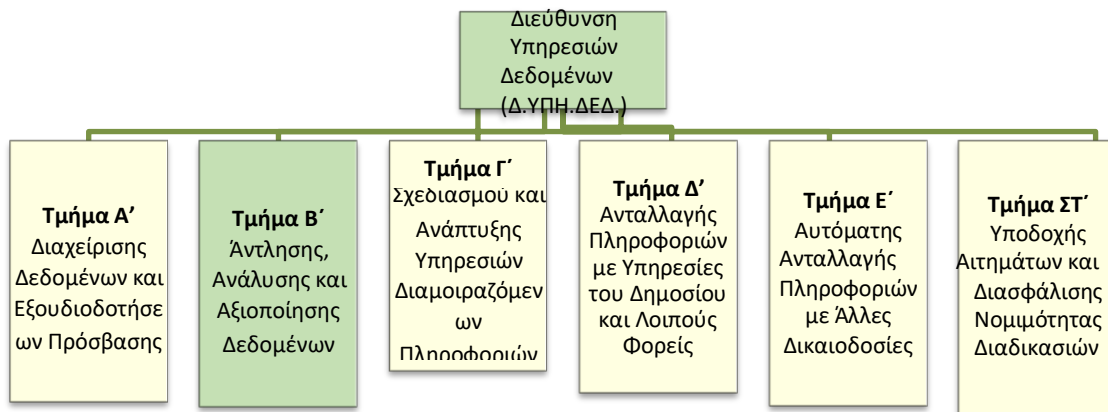 Διεύθυνση
Υπηρεσιών
Δεδομένων
(Δ.ΥΠΗ.ΔΕΔ.)
Τμήμα Α’
Διαχείρισης
Δεδομένων και
Εξουδιοδοτήσε
ων Πρόσβασης
Τμήμα Β΄
Άντλησης,
Ανάλυσης και
Αξιοποίησης
Δεδομένων
Τμήμα Γ΄
Σχεδιασμού και
Ανάπτυξης
Υπηρεσιών
Διαμοιραζόμεν
ων
Πληροφοριών
Τμήμα Δ’
Ανταλλαγής
Πληροφοριών
με Υπηρεσίες
του Δημοσίου
και Λοιπούς
Φορείς
Τμήμα Ε΄
Αυτόματης
Ανταλλαγής
Πληροφοριών
με Άλλες
Δικαιοδοσίες
Τμήμα ΣΤ΄
Υποδοχής
Αιτημάτων και
Διασφάλισης
Νομιμότητας
Διαδικασιών